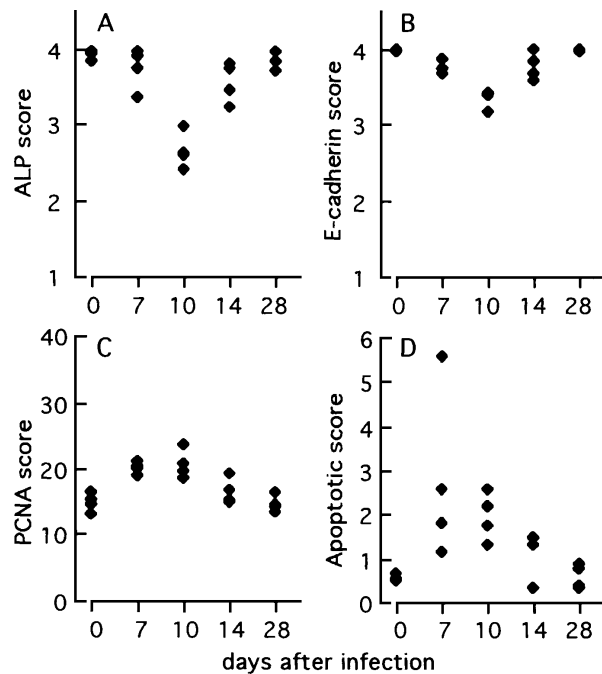 A
4
3
2
1
ALP score
0 7 10 14 28
B
4
3
2
1
E-cadherin score
0 7 10 14 28
C
40
30
20
10
0
PCNA score
0 7 10 14 28
D
6
5
4
3
2
1
0
Apoptotic score
0 7 10 14 28
days after infection